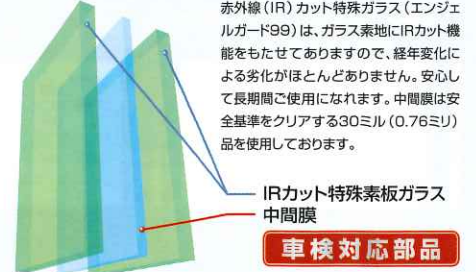 赤外線（IR）カット特殊ガラス（エンジェ
ルガード99）は、ガラス素地にIRカット機
能をもたせてありますので、経年変化に
よる劣化がほとんどありません。安心し
て長期間ご使用になれます。中間膜は安
全基準をクリアする30ミル（0.76ミリ）
品を使用しております。
IRカット特殊素板ガラス
中間膜
車検対応部品